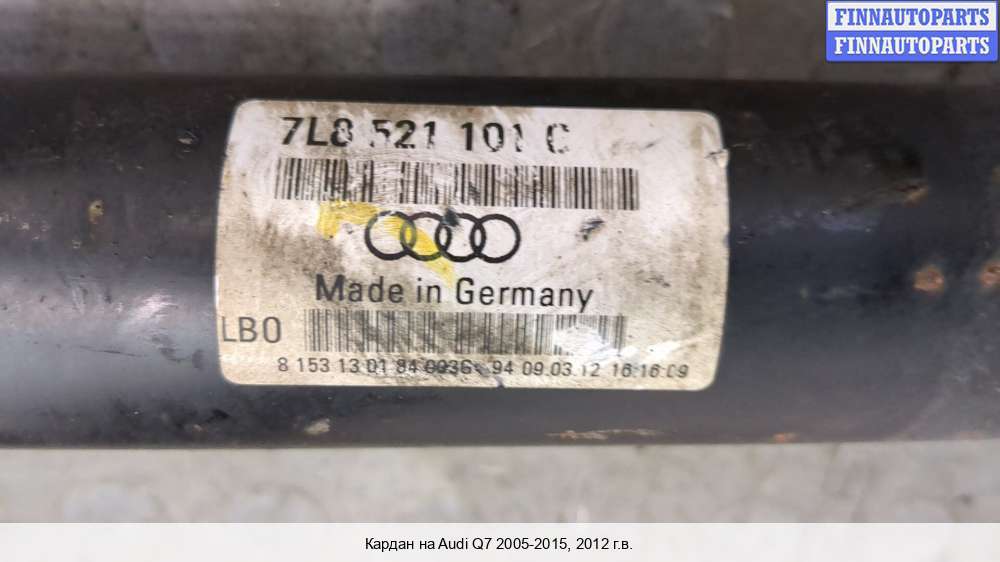 FINNAUTOPARTS
FINNAUTOPARTS
7L8 521 101 C
Made in Germany
LBO
8 153 13 01 84 0036 94 09.03.12 16:16:09
Кардан на Audi Q7 2005-2015, 2012 г.в.